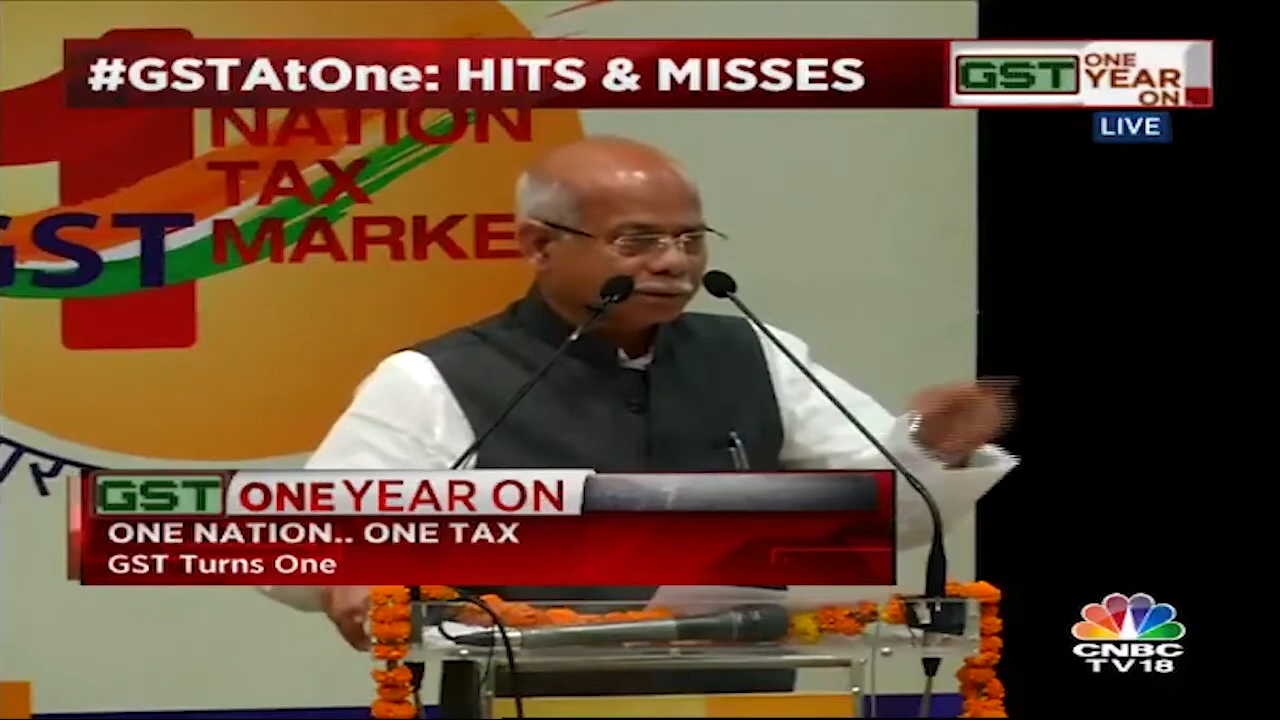 #GSTAtOne: HITS & MISSES
GST
ONE
YEAR
ON
LIVE
1
NATION
TAX
MARKE
GST
GST ONE YEAR ON
ONE NATION.. ONE TAX
GST Turns One
CNBC
TV18